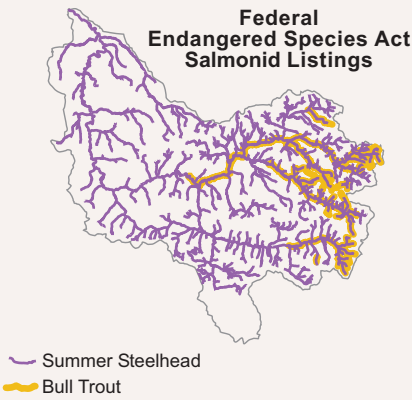 Federal
Endangered Species Act
Salmonid Listings
Summer Steelhead
Bull Trout